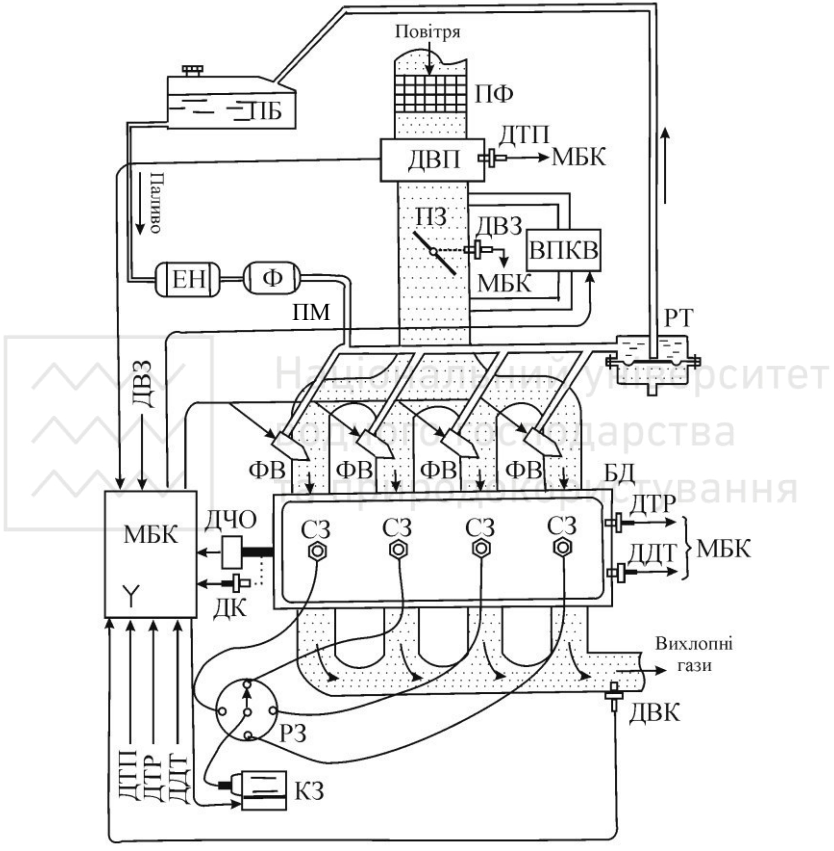 Повітря
ПБ
ПФ
ДТП
МБК
ДВП
Паливо
ПЗ
ДВЗ
МБК
ВПКВ
ЕН
Ф
ПМ
РТ
Національний університет
водного господарства
та природокористування
ДВЗ
ФВ
ФВ
ФВ
ФВ
БД
ДТР
ДДТ
МБК
МБК
ДЧО
СЗ
СЗ
СЗ
СЗ
ДК
Вихлопні
гази
ДВК
РЗ
КЗ
ДТП
ДТР
ДДТ